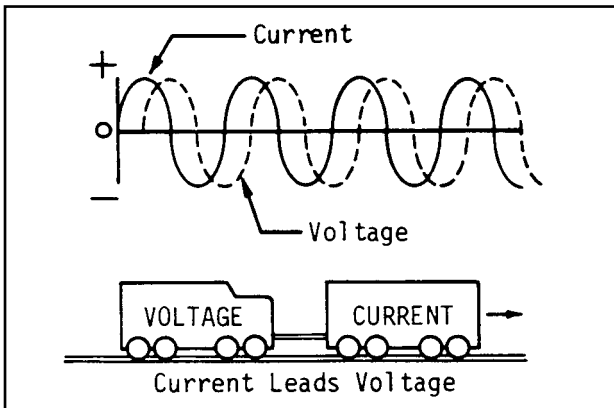 Current
+
O
—
Voltage
VOLTAGE
CURRENT
Current Leads Voltage